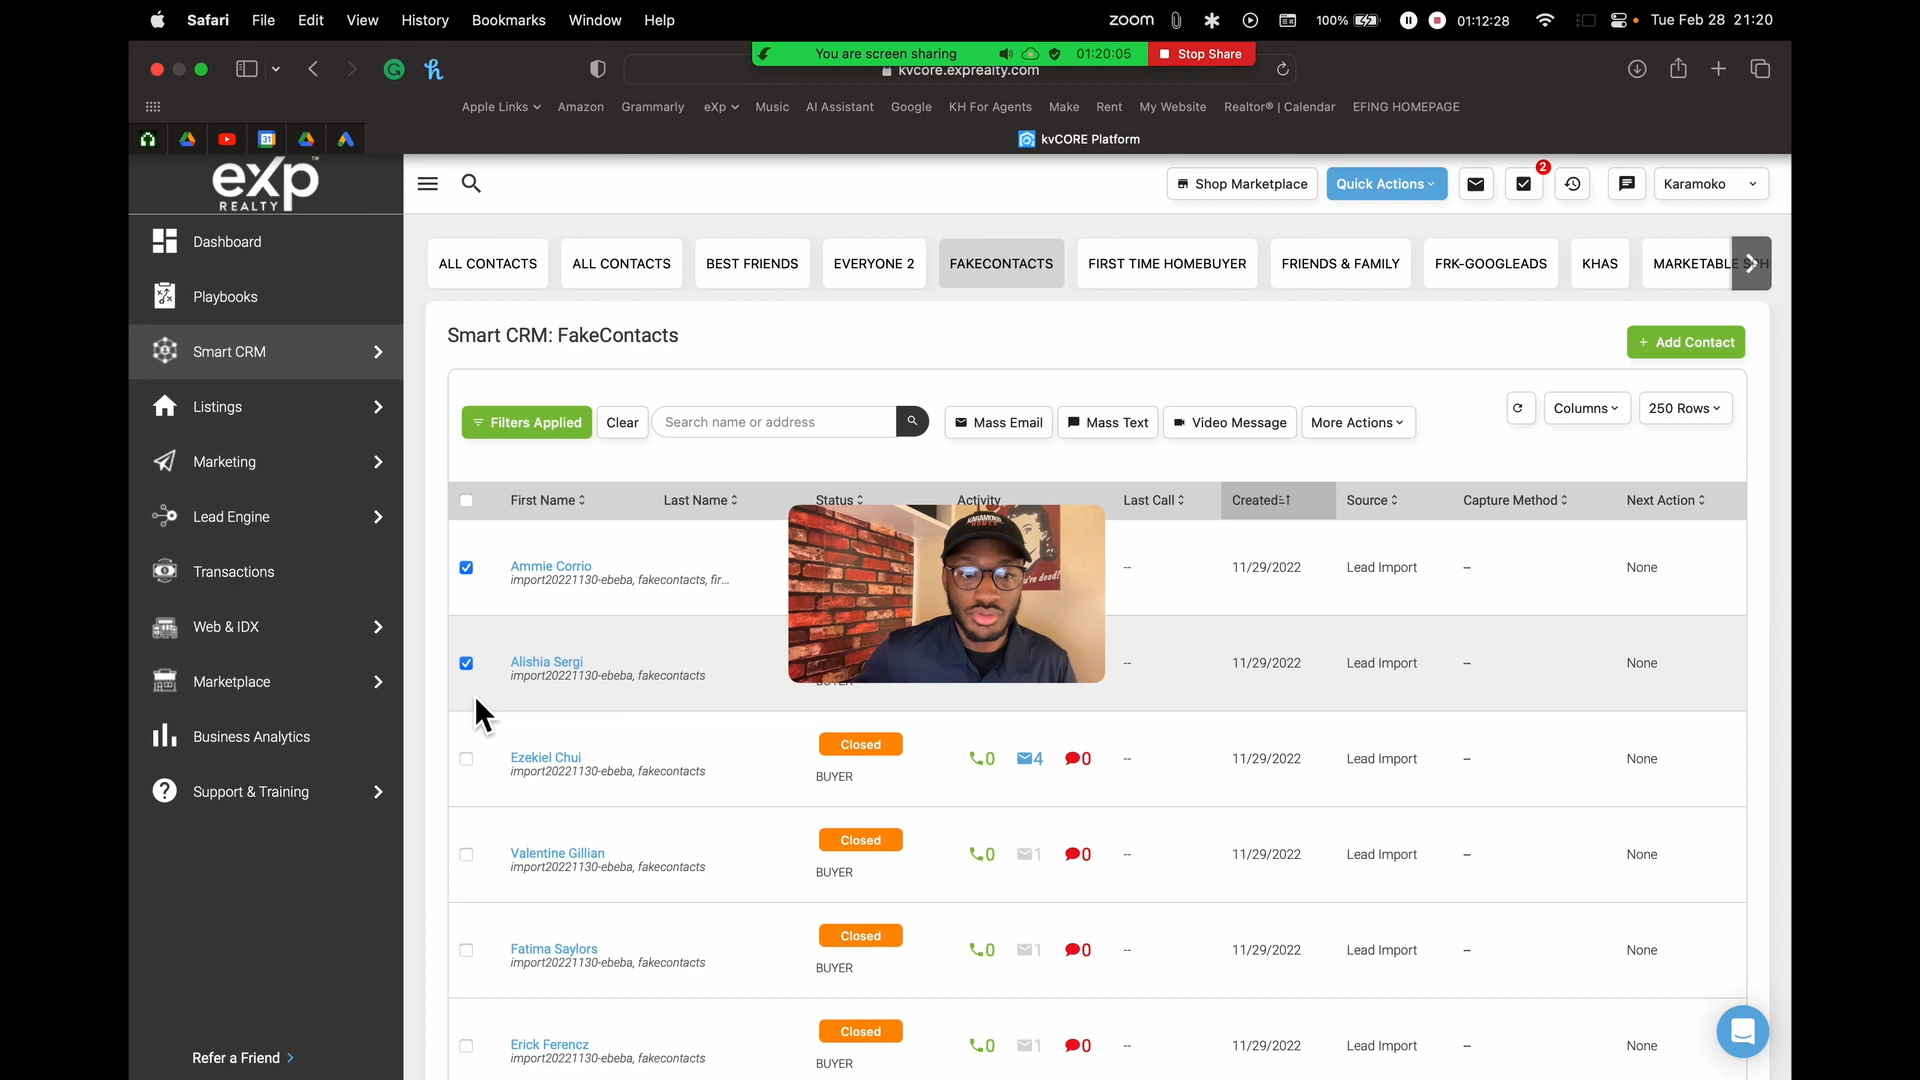 Safari File Edit View History Bookmarks Window Help
zoom 100% 01:12:28 Tue Feb 28 21:20
You are screen sharing 01:20:05 Stop Share
kvcore.exprealty.com
Apple Links Amazon Grammarly eXp Music AI Assistant Google KH For Agents Make Rent My Website Realtor® | Calendar EFING HOMEPAGE
31
kvCORE Platform
eXp™
REALTY
Shop Marketplace Quick Actions 2 Karamoko
Dashboard
Playbooks
Smart CRM
Listings
Marketing
Lead Engine
Transactions
Web & IDX
Marketplace
Business Analytics
Support & Training
Refer a Friend
ALL CONTACTS ALL CONTACTS BEST FRIENDS EVERYONE 2 FAKECONTACTS FIRST TIME HOMEBUYER FRIENDS & FAMILY FRK-GOOGLEADS KHAS MARKETABLE
Smart CRM: FakeContacts
+ Add Contact
Filters Applied Clear Search name or address Mass Email Mass Text Video Message More Actions Columns 250 Rows
First Name Last Name Status Activity Last Call Created Source Capture Method Next Action
Ammie Corrio
import20221130-ebeba, fakecontacts, fir...
-- 11/29/2022 Lead Import -- None
KARAMOKO
HOMES
're dead!
Alishia Sergi
import20221130-ebeba, fakecontacts
BUYER
-- 11/29/2022 Lead Import -- None
Ezekiel Chui
import20221130-ebeba, fakecontacts
Closed
BUYER
0 4 0 -- 11/29/2022 Lead Import -- None
Valentine Gillian
import20221130-ebeba, fakecontacts
Closed
BUYER
0 1 0 -- 11/29/2022 Lead Import -- None
Fatima Saylors
import20221130-ebeba, fakecontacts
Closed
BUYER
0 1 0 -- 11/29/2022 Lead Import -- None
Erick Ferencz
import20221130-ebeba, fakecontacts
Closed
BUYER
0 1 0 -- 11/29/2022 Lead Import -- None